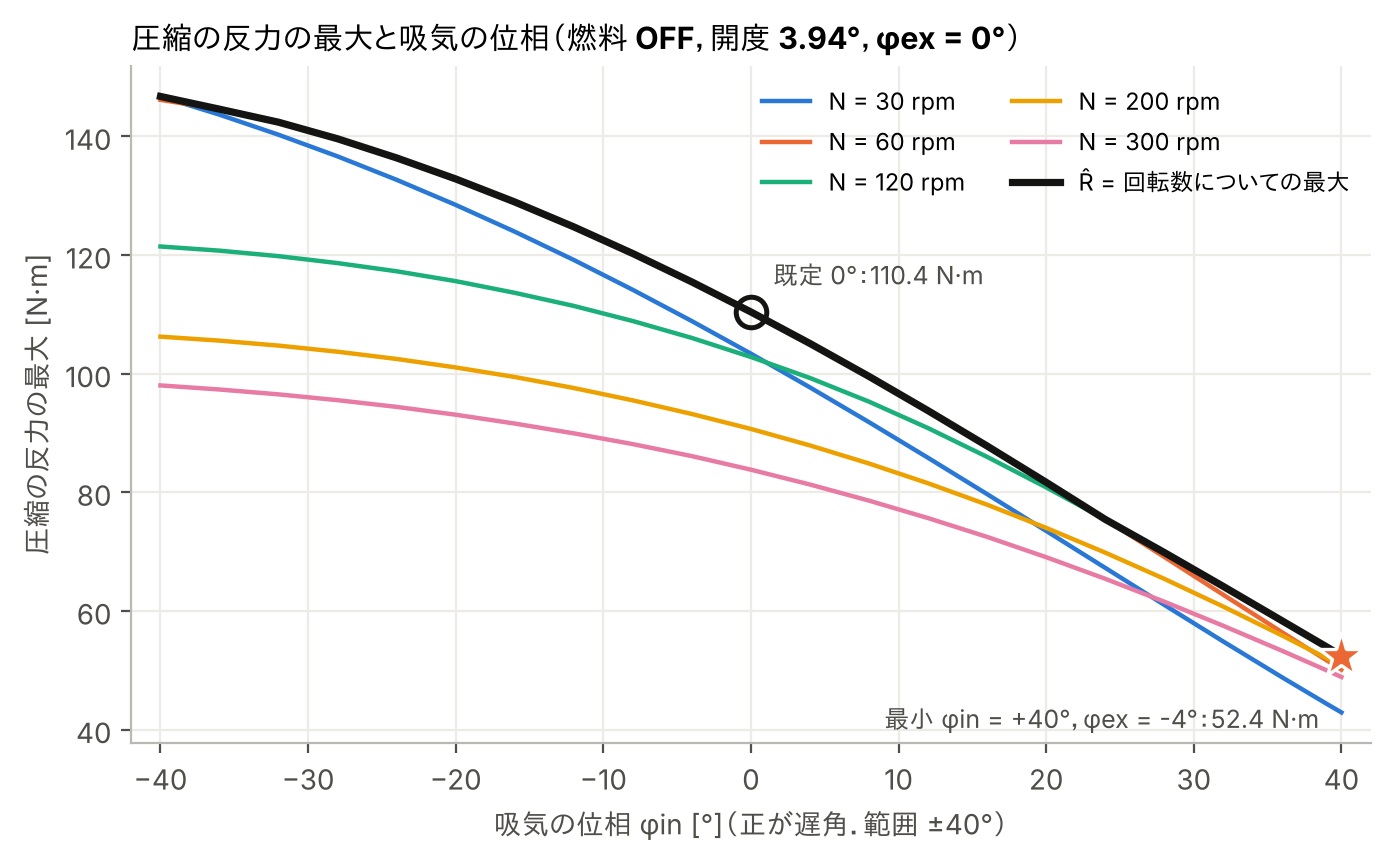 圧縮の反力の最大と吸気の位相（燃料 OFF, 開度 3.94°, φex = 0°）
N = 30 rpm
N = 60 rpm
N = 120 rpm
N = 200 rpm
N = 300 rpm
R̂ = 回転数についての最大
圧縮の反力の最大 [N·m]
140
120
100
80
60
40
既定 0°：110.4 N·m
最小 φin = +40°, φex = -4°：52.4 N·m
−40
−30
−20
−10
0
10
20
30
40
吸気の位相 φin [°]（正が遅角．範囲 ±40°）